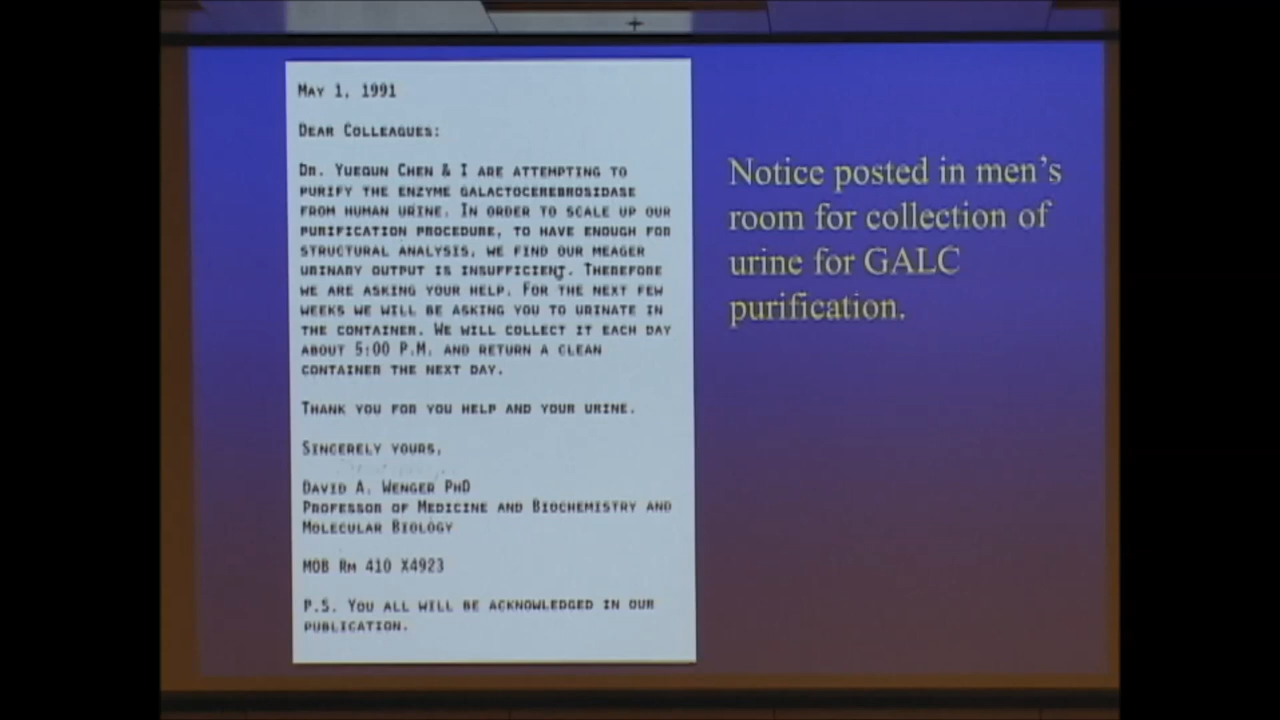 MAY 1, 1991
DEAR COLLEAGUES:
DR. YUEQUN CHEN & I ARE ATTEMPTING TO
PURIFY THE ENZYME GALACTOCEREBROSIDASE
FROM HUMAN URINE. IN ORDER TO SCALE UP OUR
PURIFICATION PROCEDURE, TO HAVE ENOUGH FOR
STRUCTURAL ANALYSIS, WE FIND OUR MEAGER
URINARY OUTPUT IS INSUFFICIENT. THEREFORE
WE ARE ASKING YOUR HELP. FOR THE NEXT FEW
WEEKS WE WILL BE ASKING YOU TO URINATE IN
THE CONTAINER. WE WILL COLLECT IT EACH DAY
ABOUT 5:00 P.M. AND RETURN A CLEAN
CONTAINER THE NEXT DAY.
THANK YOU FOR YOU HELP AND YOUR URINE.
SINCERELY YOURS,
DAVID A. WENGER PHD
PROFESSOR OF MEDICINE AND BIOCHEMISTRY AND
MOLECULAR BIOLOGY
MOB RM 410 X4923
P.S. YOU ALL WILL BE ACKNOWLEDGED IN OUR
PUBLICATION.
Notice posted in men's
room for collection of
urine for GALC
purification.